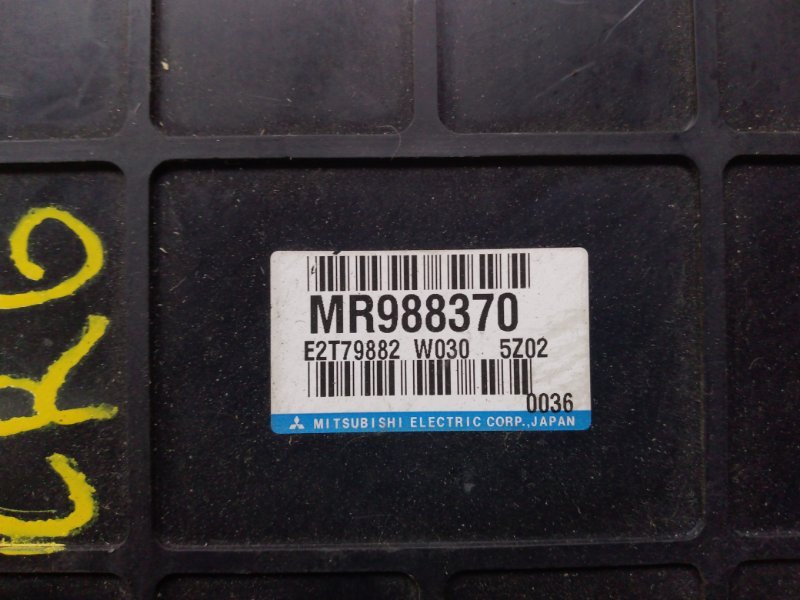 MR988370
E2T79882 W030 5Z02
0036
MITSUBISHI ELECTRIC CORP., JAPAN